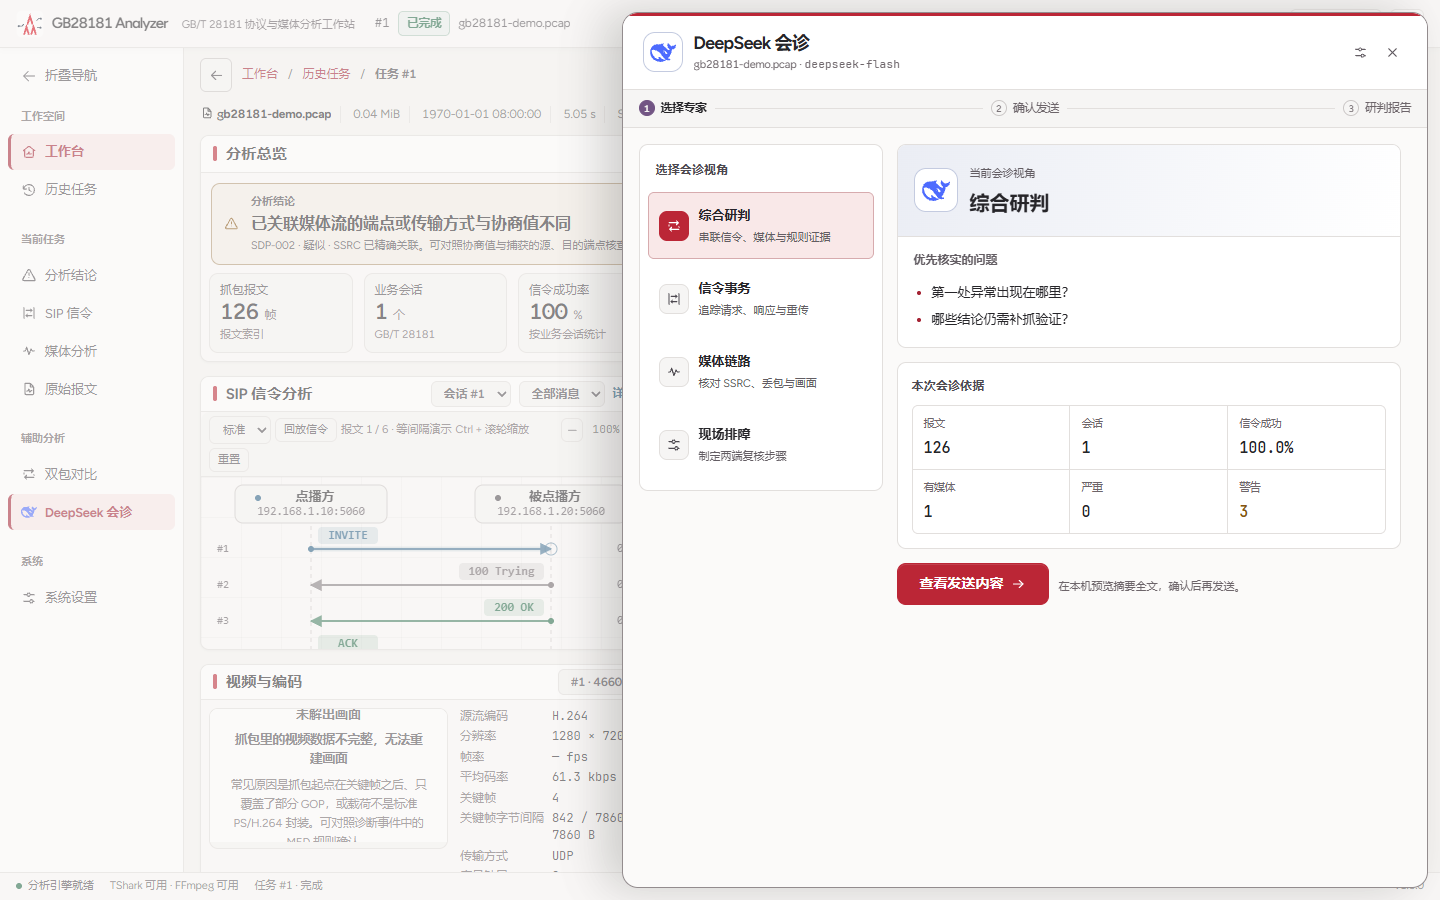 GB28181 Analyzer
GB/T 28181 协议与媒体分析工作站
#1
已完成
gb28181-demo.pcap
折叠导航
工作空间
工作台
历史任务
当前任务
分析结论
SIP 信令
媒体分析
原始报文
辅助分析
双包对比
DeepSeek 会诊
系统
系统设置
工作台 / 历史任务 / 任务 #1
gb28181-demo.pcap
0.04 MiB
1970-01-01 08:00:00
5.05 s
分析总览
分析结论
已关联媒体流的端点或传输方式与协商值不同
SDP-002 · 疑似 · SSRC 已精确关联。可对照协商值与捕获的源、目的端点核
抓包报文
126 帧
报文索引
业务会话
1 个
GB/T 28181
信令成功率
100 %
按业务会话统计
SIP 信令分析
会话 #1
全部消息
标准
回放信令
报文 1 / 6 · 等间隔演示 Ctrl + 滚轮缩放
100%
重置
点播方
192.168.1.10:5060
被点播方
192.168.1.20:5060
#1
INVITE
#2
100 Trying
#3
200 OK
ACK
视频与编码
#1 · 4660
未解出画面
抓包里的视频数据不完整，无法重
建画面
常见原因是抓包起点在关键帧之后、只
覆盖了部分 GOP，或载荷不是标准
PS/H.264 封装。可对照诊断事件中的
源流编码 H.264
分辨率 1280 × 720
帧率 — fps
平均码率 61.3 kbps
关键帧 4
关键帧字节间隔 842 / 7860
7860 B
传输方式 UDP
分析引擎就绪
TShark 可用 · FFmpeg 可用
任务 #1 · 完成
DeepSeek 会诊
gb28181-demo.pcap · deepseek-flash
1 选择专家
2 确认发送
3 研判报告
选择会诊视角
综合研判
串联信令、媒体与规则证据
信令事务
追踪请求、响应与重传
媒体链路
核对 SSRC、丢包与画面
现场排障
制定两端复核步骤
当前会诊视角
综合研判
优先核实的问题
第一处异常出现在哪里？
哪些结论仍需补抓验证？
本次会诊依据
报文
126
会话
1
信令成功
100.0%
有媒体
1
严重
0
警告
3
查看发送内容 →
在本机预览摘要全文，确认后再发送。